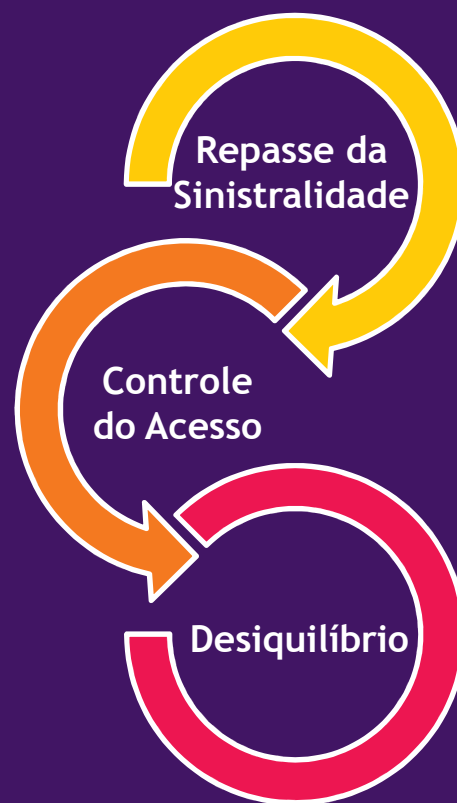 Repasse da
Sinistralidade
Controle
do Acesso
Desiquilíbrio